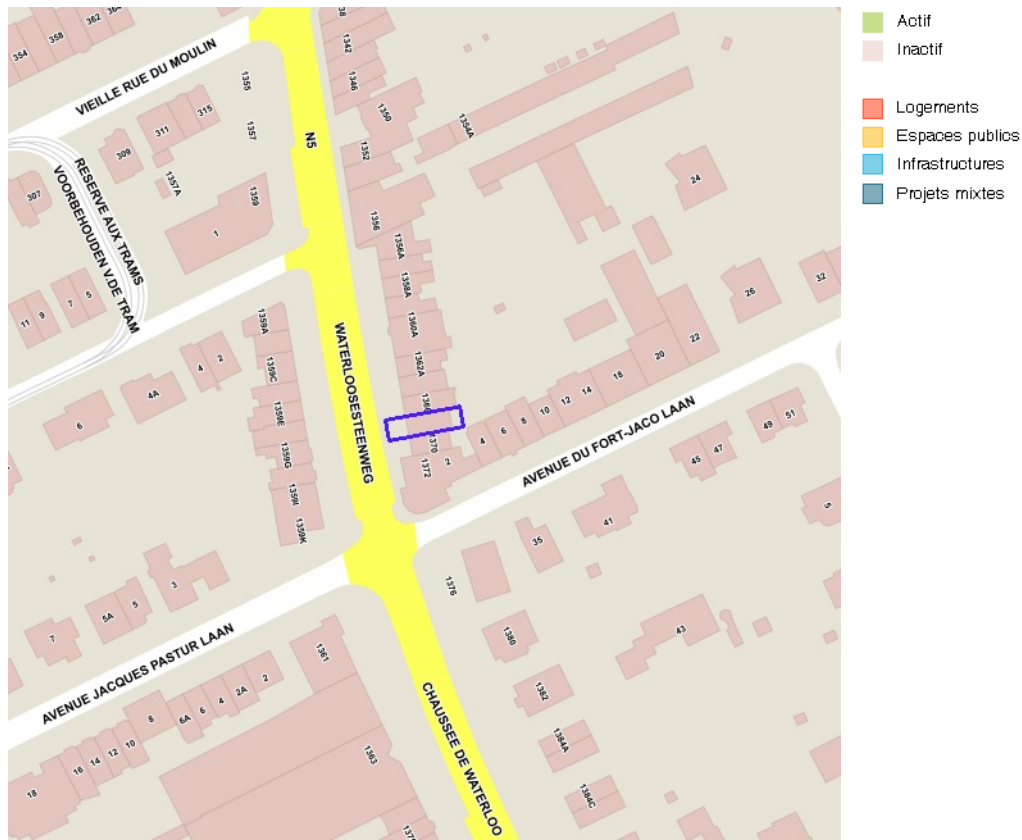 354
358
362
VIEILLE RUE DU MOULIN
1355
1342
1346
1350
1354A
315
311
309
1357
N5
1352
24
RESERVE AUX TRAMS
VOORBEHOUDEN V.DE TRAM
307
1357A
1359
1
1356
1356A
1358A
1360A
1362A
26
32
11
9
7
5
1359A
1359C
1359E
1359G
1359I
1359K
2
4
4A
6
WATERLOOSESTEENWEG
1370
1372
2
4
6
8
10
12
14
18
20
22
AVENUE DU FORT-JACO LAAN
49
51
45
47
41
35
5
3
5
5A
7
1376
1380
43
AVENUE JACQUES PASTUR LAAN
1361
1382
1384A
1384C
2
2A
4
6
6A
8
10
12
14
16
18
1363
CHAUSSEE DE WATERLOO
Actif
Inactif
Logements
Espaces publics
Infrastructures
Projets mixtes